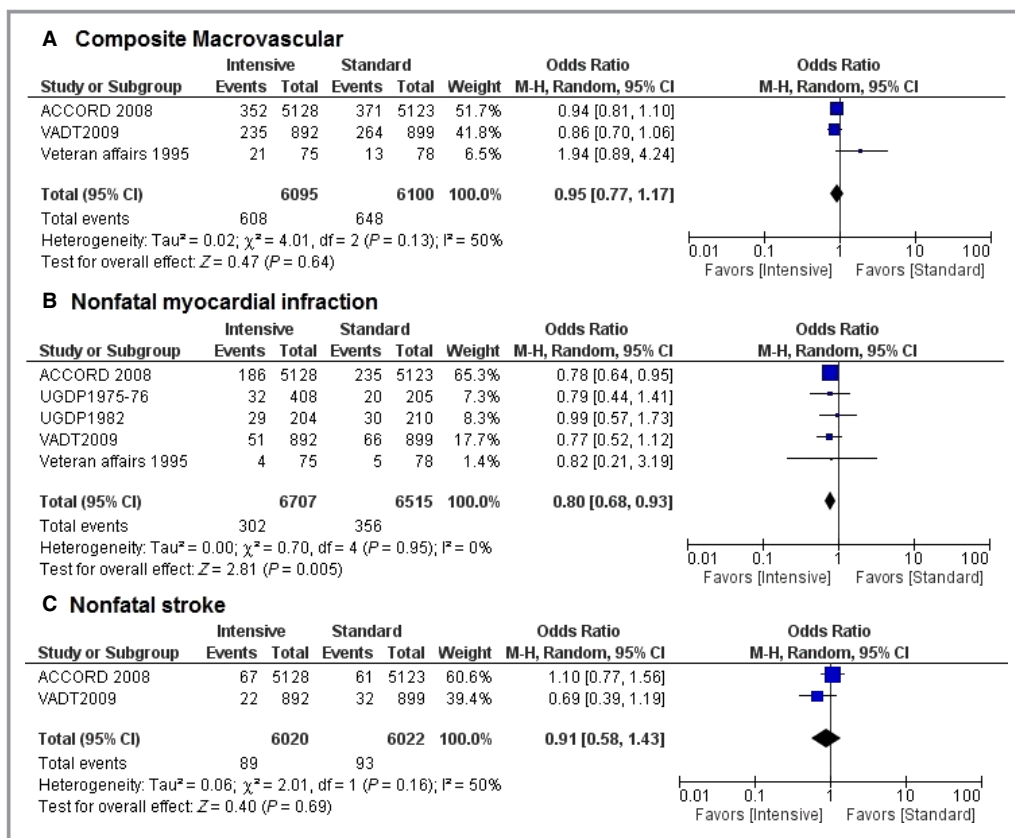 A Composite Macrovascular
Intensive Standard Odds Ratio Odds Ratio
Study or Subgroup Events Total Events Total Weight M-H, Random, 95% CI M-H, Random, 95% CI
ACCORD 2008 352 5128 371 5123 51.7% 0.94 [0.81, 1.10]
VADT2009 235 892 264 899 41.8% 0.86 [0.70, 1.06]
Veteran affairs 1995 21 75 13 78 6.5% 1.94 [0.89, 4.24]
Total (95% CI) 6095 6100 100.0% 0.95 [0.77, 1.17]
Total events 608 648
Heterogeneity: Tau² = 0.02; χ² = 4.01, df = 2 (P = 0.13); I² = 50%
Test for overall effect: Z = 0.47 (P = 0.64)
0.01 0.1 1 10 100
Favors [Intensive] Favors [Standard]
B Nonfatal myocardial infraction
Intensive Standard Odds Ratio Odds Ratio
Study or Subgroup Events Total Events Total Weight M-H, Random, 95% CI M-H, Random, 95% CI
ACCORD 2008 186 5128 235 5123 65.3% 0.78 [0.64, 0.95]
UGDP1975-76 32 408 20 205 7.3% 0.79 [0.44, 1.41]
UGDP1982 29 204 30 210 8.3% 0.99 [0.57, 1.73]
VADT2009 51 892 66 899 17.7% 0.77 [0.52, 1.12]
Veteran affairs 1995 4 75 5 78 1.4% 0.82 [0.21, 3.19]
Total (95% CI) 6707 6515 100.0% 0.80 [0.68, 0.93]
Total events 302 356
Heterogeneity: Tau² = 0.00; χ² = 0.70, df = 4 (P = 0.95); I² = 0%
Test for overall effect: Z = 2.81 (P = 0.005)
0.01 0.1 1 10 100
Favors [Intensive] Favors [Standard]
C Nonfatal stroke
Intensive Standard Odds Ratio Odds Ratio
Study or Subgroup Events Total Events Total Weight M-H, Random, 95% CI M-H, Random, 95% CI
ACCORD 2008 67 5128 61 5123 60.6% 1.10 [0.77, 1.56]
VADT2009 22 892 32 899 39.4% 0.69 [0.39, 1.19]
Total (95% CI) 6020 6022 100.0% 0.91 [0.58, 1.43]
Total events 89 93
Heterogeneity: Tau² = 0.06; χ² = 2.01, df = 1 (P = 0.16); I² = 50%
Test for overall effect: Z = 0.40 (P = 0.69)
0.01 0.1 1 10 100
Favors [Intensive] Favors [Standard]